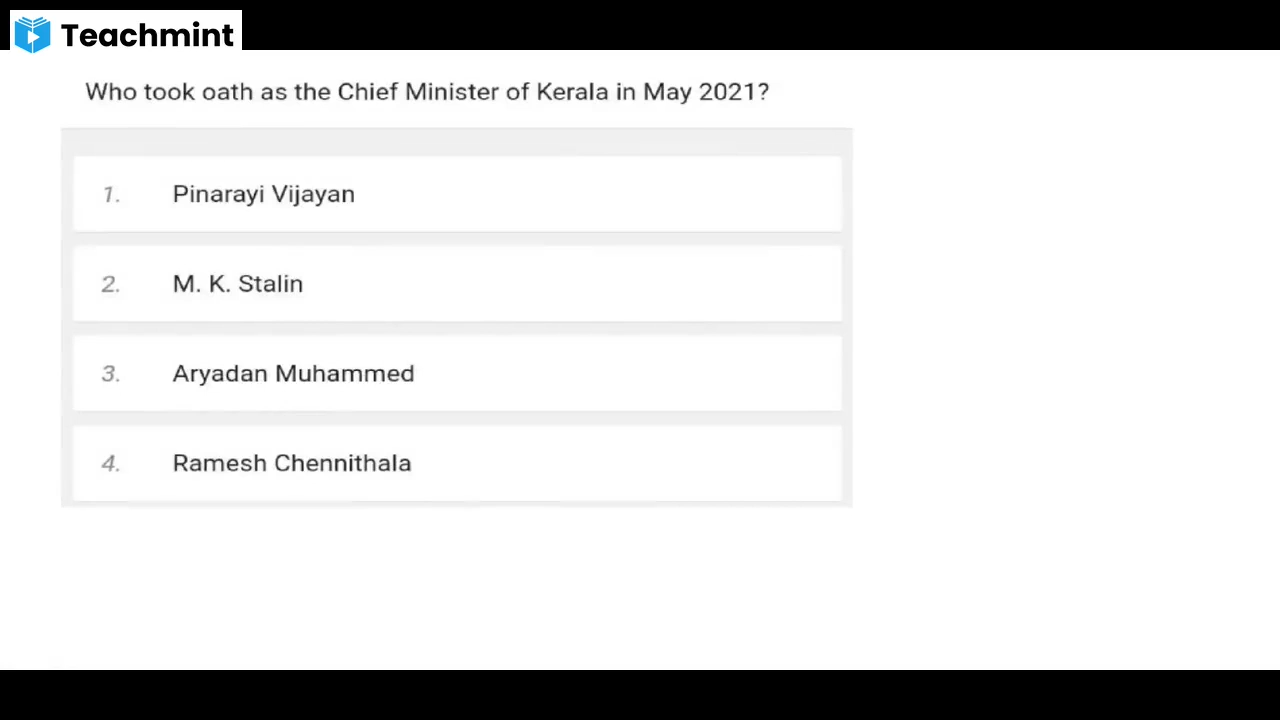 Teachmint
Who took oath as the Chief Minister of Kerala in May 2021?
1. Pinarayi Vijayan
2. M. K. Stalin
3. Aryadan Muhammed
4. Ramesh Chennithala